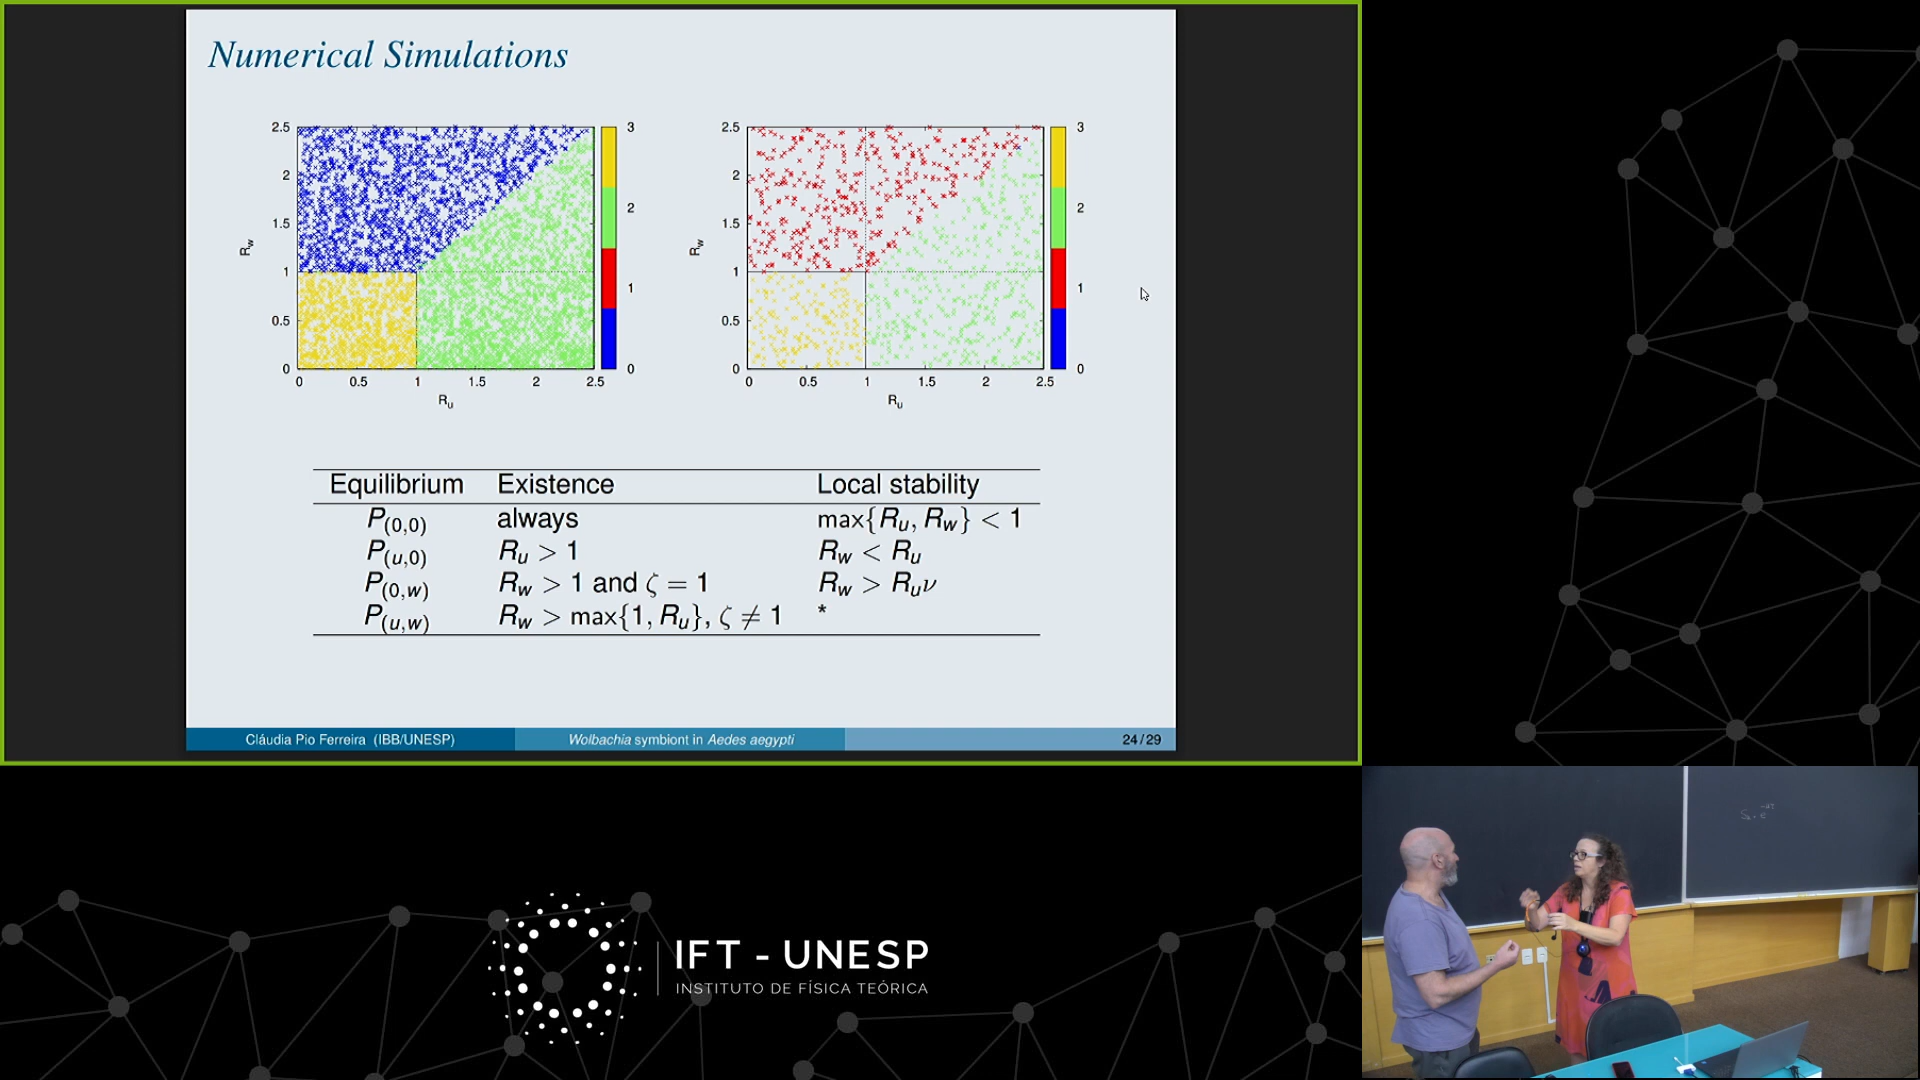 Numerical Simulations
2.5
2
1.5
1
0.5
0
R_w
0 0.5 1 1.5 2 2.5
R_u
3
2
1
0
2.5
2
1.5
1
0.5
0
R_w
0 0.5 1 1.5 2 2.5
R_u
3
2
1
0
Equilibrium Existence Local stability
P_(0,0) always max{R_u, R_w} < 1
P_(u,0) R_u > 1 R_w < R_u
P_(0,w) R_w > 1 and ζ = 1 R_w > R_uν
P_(u,w) R_w > max{1, R_u}, ζ ≠ 1 *
Cláudia Pio Ferreira (IBB/UNESP) Wolbachia symbiont in Aedes aegypti 24/29
IFT - UNESP
INSTITUTO DE FÍSICA TEÓRICA